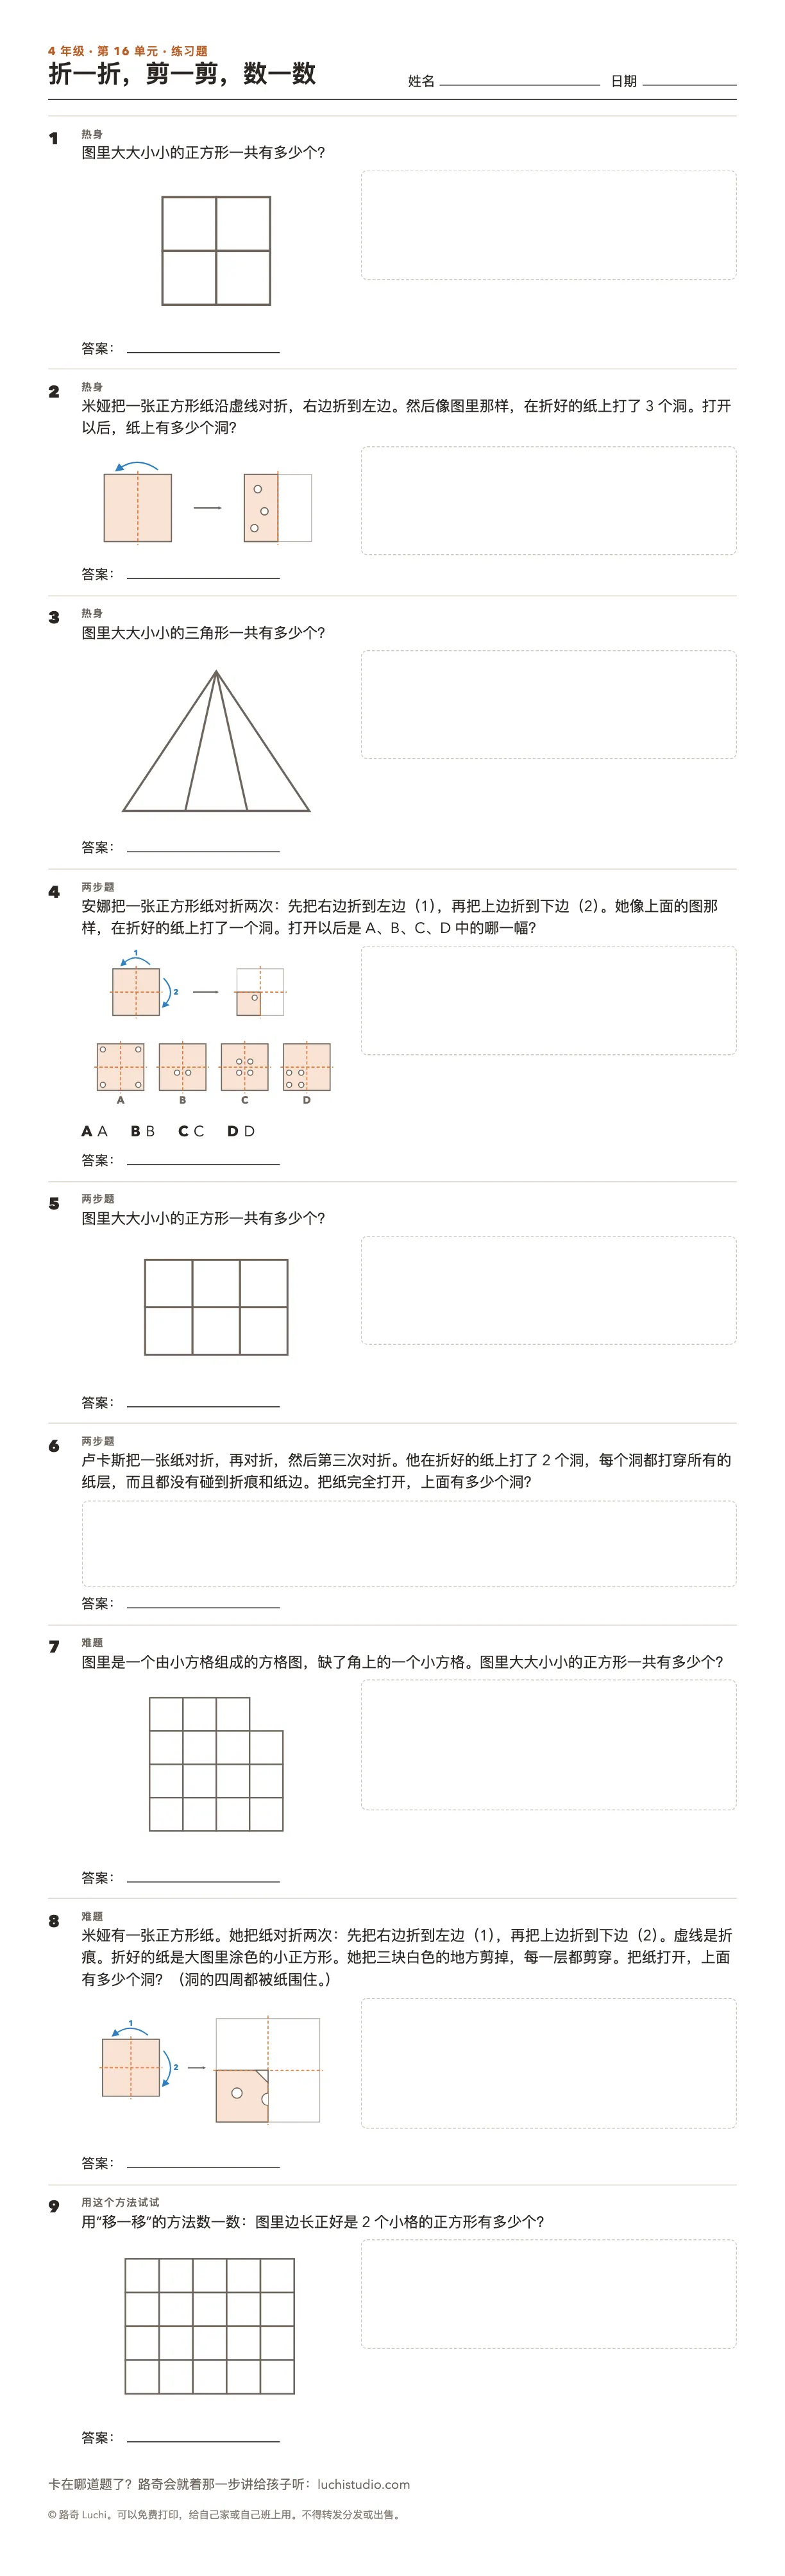 4 年级 · 第 16 单元 · 练习题
折一折，剪一剪，数一数
姓名
日期
1
热身
图里大大小小的正方形一共有多少个？
答案：
2
热身
米娅把一张正方形纸沿虚线对折，右边折到左边。然后像图里那样，在折好的纸上打了 3 个洞。打开
以后，纸上有多少个洞？
答案：
3
热身
图里大大小小的三角形一共有多少个？
答案：
4
两步题
安娜把一张正方形纸对折两次：先把右边折到左边（1），再把上边折到下边（2）。她像上面的图那
样，在折好的纸上打了一个洞。打开以后是 A、B、C、D 中的哪一幅？
1
2
A B C D
A A B B C C D D
答案：
5
两步题
图里大大小小的正方形一共有多少个？
答案：
6
两步题
卢卡斯把一张纸对折，再对折，然后第三次对折。他在折好的纸上打了 2 个洞，每个洞都打穿所有的
纸层，而且都没有碰到折痕和纸边。把纸完全打开，上面有多少个洞？
答案：
7
难题
图里是一个由小方格组成的方格图，缺了角上的一个小方格。图里大大小小的正方形一共有多少个？
答案：
8
难题
米娅有一张正方形纸。她把纸对折两次：先把右边折到左边（1），再把上边折到下边（2）。虚线是折
痕。折好的纸是大图里涂色的小正方形。她把三块白色的地方剪掉，每一层都剪穿。把纸打开，上面
有多少个洞？（洞的四周都被纸围住。）
1
2
答案：
9
用这个方法试试
用“移一移”的方法数一数：图里边长正好是 2 个小格的正方形有多少个？
答案：
卡在哪道题了？路奇会就着那一步讲给孩子听：luchistudio.com
© 路奇 Luchi。可以免费打印，给自己家或自己班上用。不得转发分发或出售。